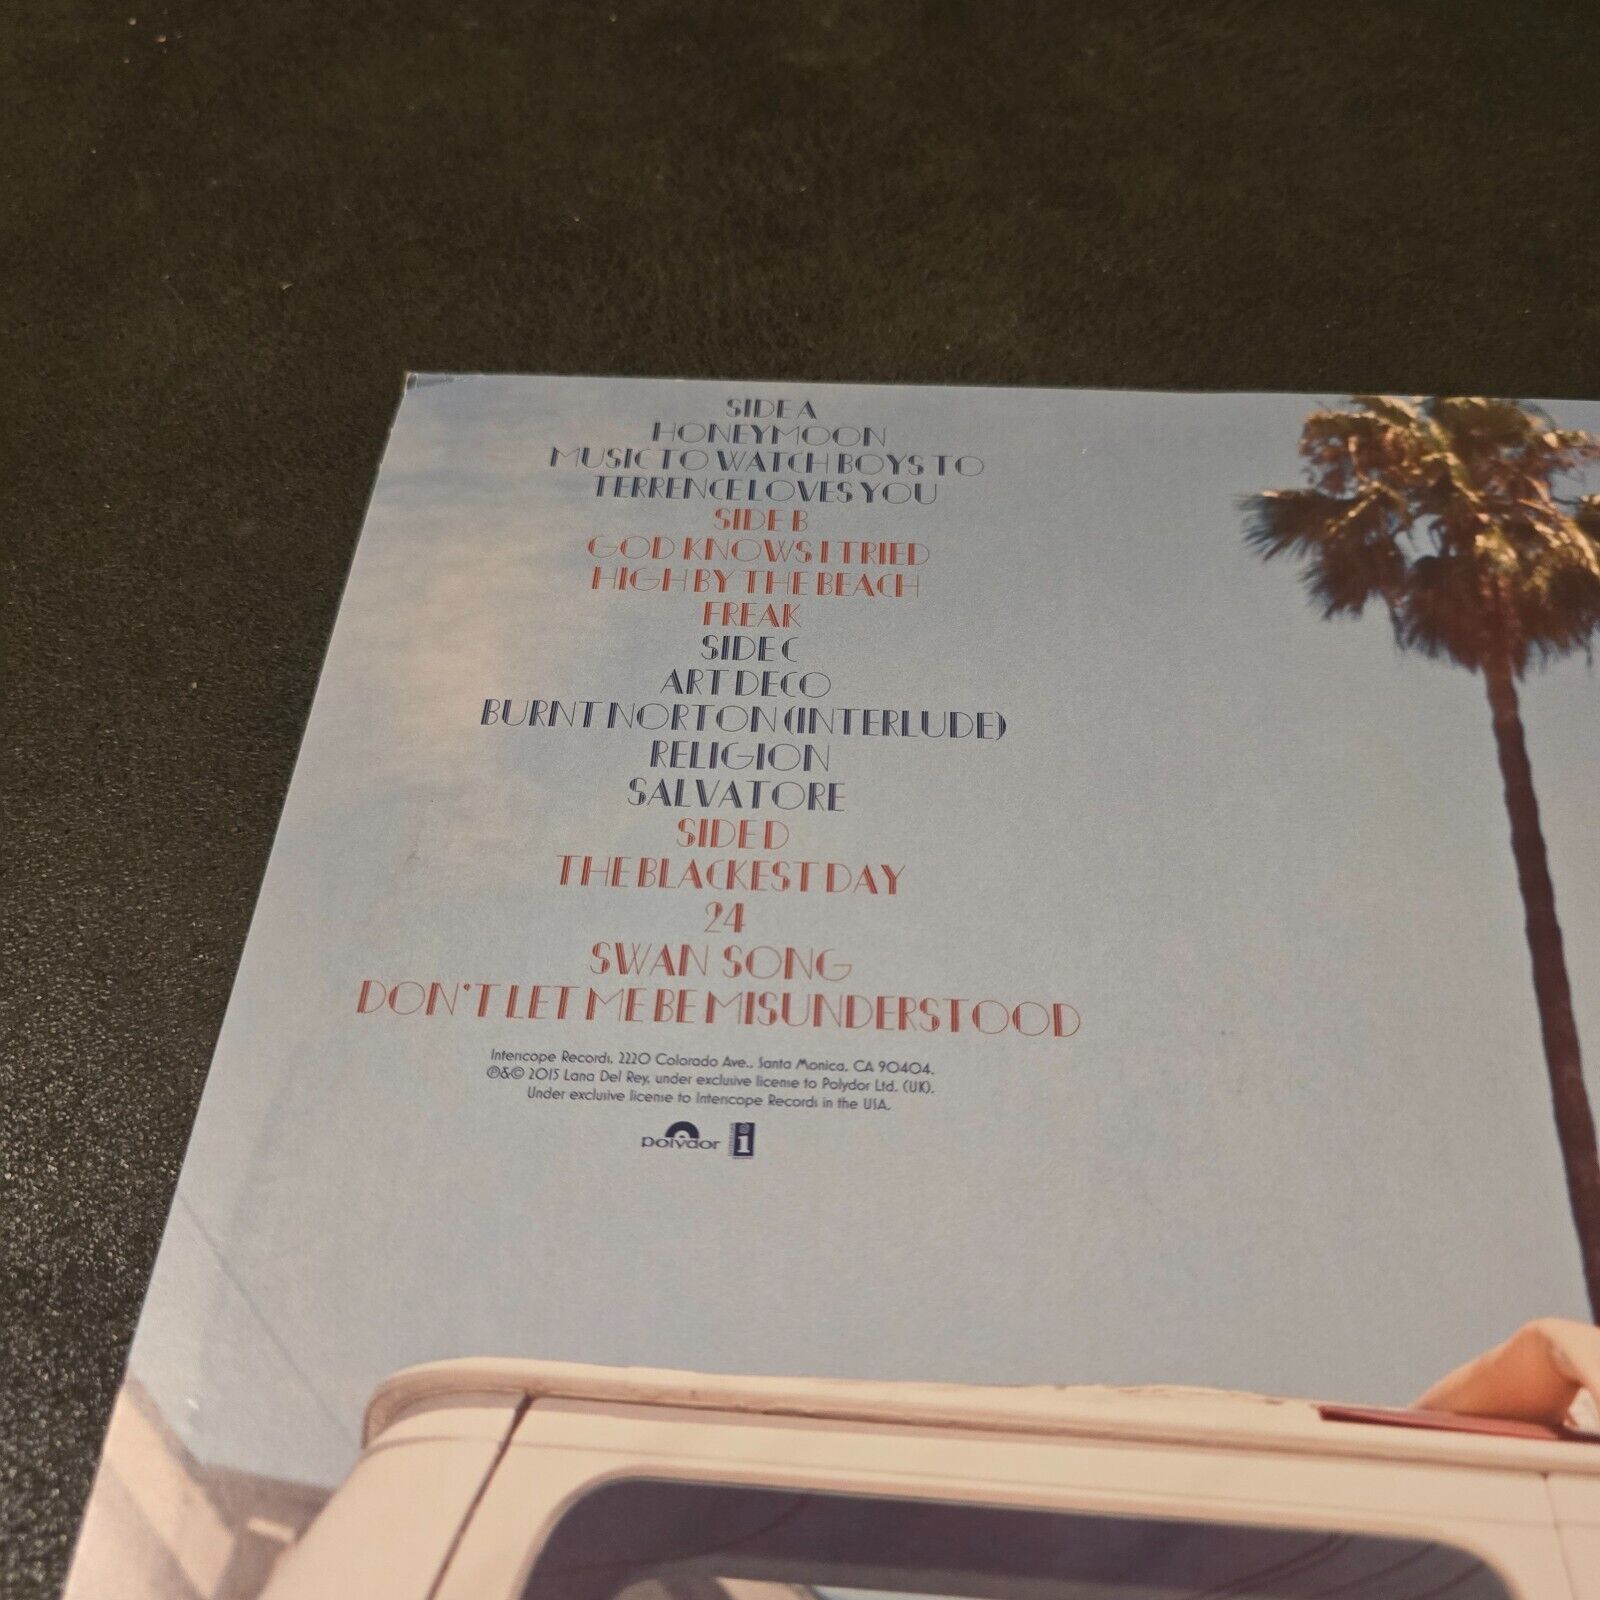 SIDE A
HONEYMOON
MUSIC TO WATCH BOYS TO
TERRENCE LOVES YOU
SIDE B
GOD KNOWS I TRIED
HIGH BY THE BEACH
FREAK
SIDE C
ART DECO
BURNT NORTON (INTERLUDE)
RELIGION
SALVATORE
SIDE D
THE BLACKEST DAY
24
SWAN SONG
DON'T LET ME BE MISUNDERSTOOD
Interscope Records, 2220 Colorado Ave., Santa Monica, CA 90404.
℗&© 2015 Lana Del Rey, under exclusive license to Polydor Ltd. (UK).
Under exclusive license to Interscope Records in the USA.
polydor i